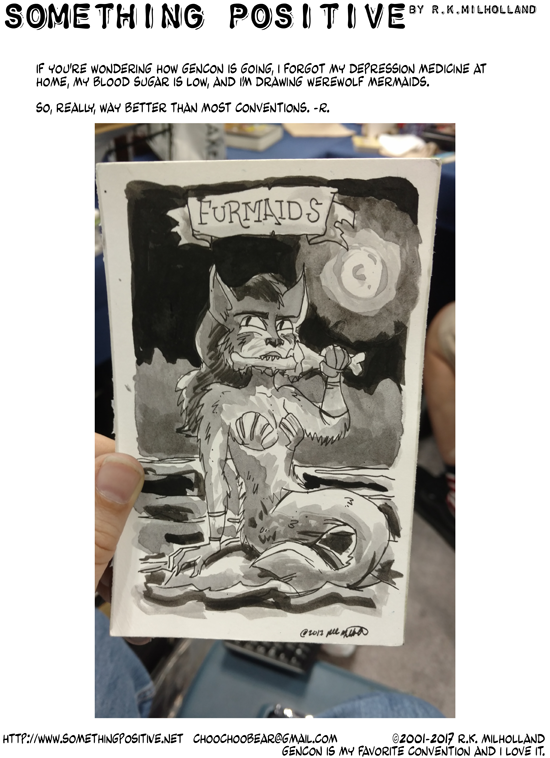 SOMETHING POSITIVE BY R.K.MILHOLLAND
IF YOU'RE WONDERING HOW GENCON IS GOING, I FORGOT MY DEPRESSION MEDICINE AT
HOME, MY BLOOD SUGAR IS LOW, AND I'M DRAWING WEREWOLF MERMAIDS.
SO, REALLY, WAY BETTER THAN MOST CONVENTIONS. -R.
FURMAIDS
©2017
HTTP://WWW.SOMETHINGPOSITIVE.NET CHOOCHOOBEAR@GMAIL.COM ©2001-2017 R.K. MILHOLLAND
GENCON IS MY FAVORITE CONVENTION AND I LOVE IT.